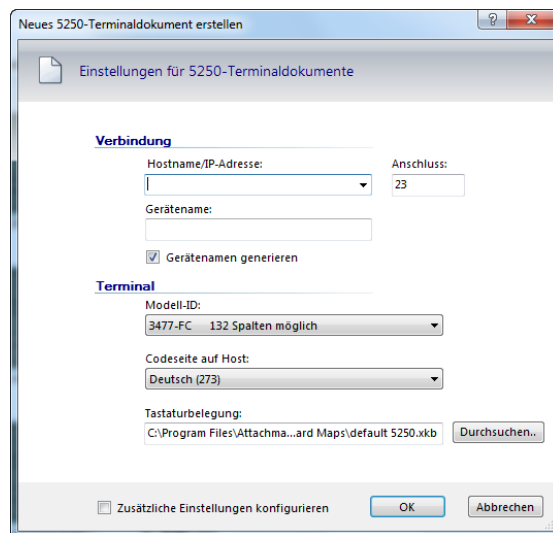 Neues 5250-Terminaldokument erstellen
Einstellungen für 5250-Terminaldokumente
Verbindung
Hostname/IP-Adresse: Anschluss:
23
Gerätename:
Gerätenamen generieren
Terminal
Modell-ID:
3477-FC 132 Spalten möglich
Codeseite auf Host:
Deutsch (273)
Tastaturbelegung:
C:\Program Files\Attachma...ard Maps\default 5250.xkb Durchsuchen..
Zusätzliche Einstellungen konfigurieren OK Abbrechen